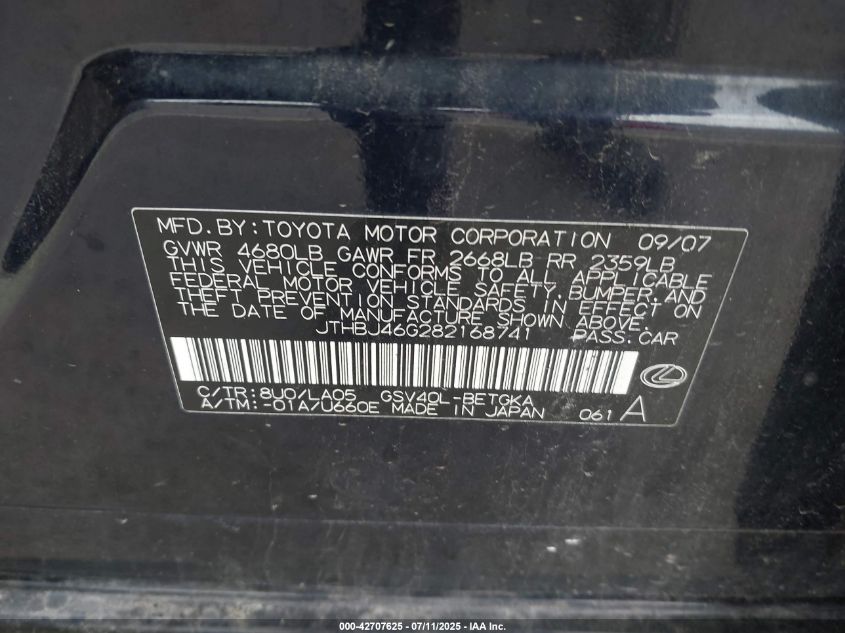 MFD. BY: TOYOTA MOTOR CORPORATION 09/07
GVWR 4680LB GAWR FR 2668LB RR 2359LB
THIS VEHICLE CONFORMS TO ALL APPLICABLE
FEDERAL MOTOR VEHICLE SAFETY, BUMPER, AND
THEFT PREVENTION STANDARDS IN EFFECT ON
THE DATE OF MANUFACTURE SHOWN ABOVE.
JTHBJ46G282168741 PASS. CAR
C/TR: 8U0/LA05 GSV40L-BETGKA
A/TM: -01A/U660E MADE IN JAPAN 061 A
000-42707625 - 07/11/2025 - IAA Inc.